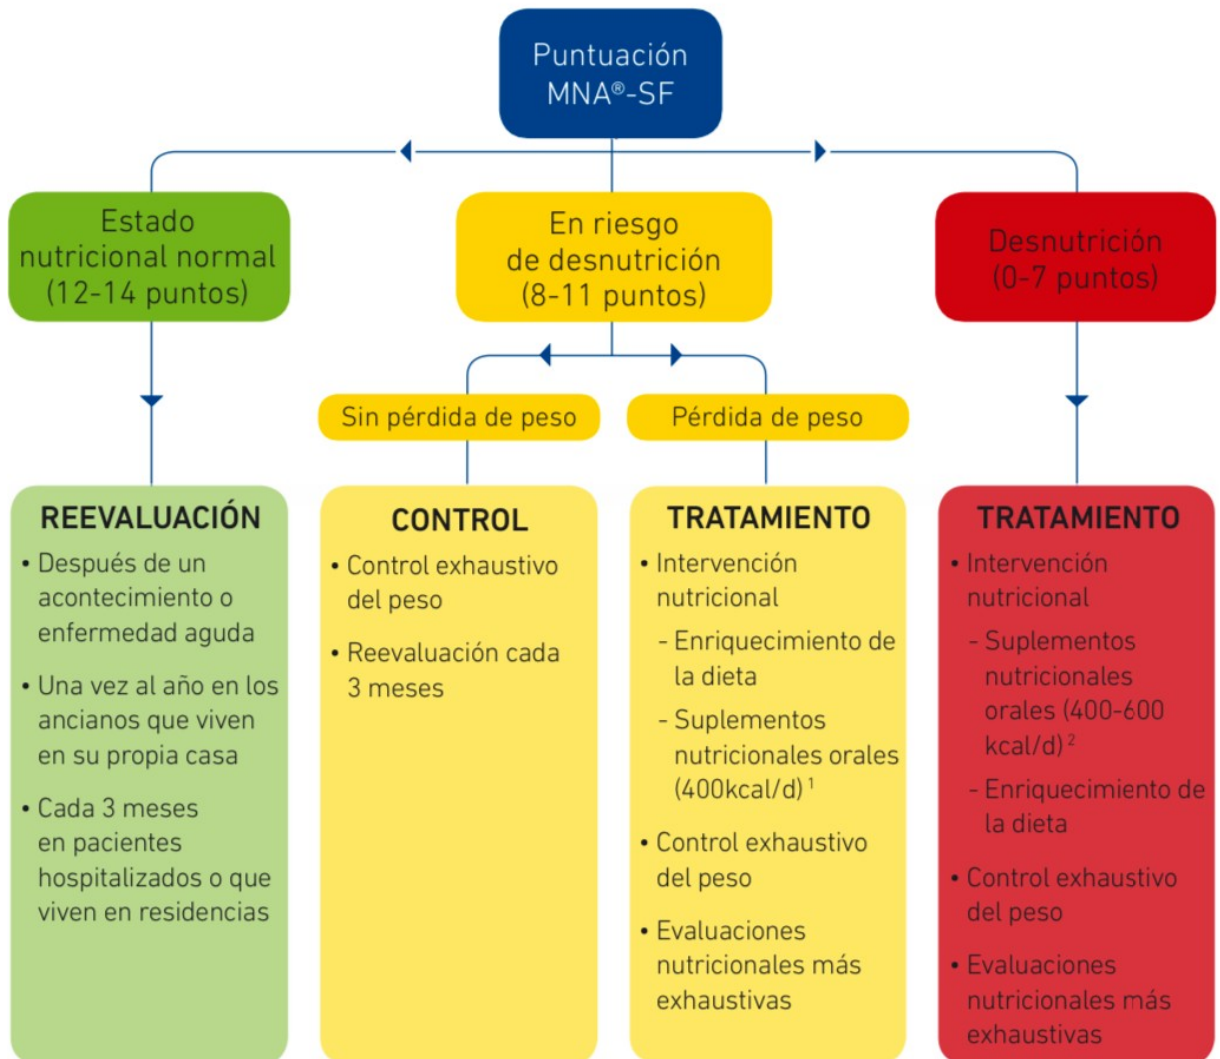 Puntuación
MNA®-SF
Estado
nutricional normal
(12-14 puntos)
En riesgo
de desnutrición
(8-11 puntos)
Desnutrición
(0-7 puntos)
Sin pérdida de peso
Pérdida de peso
REEVALUACIÓN
• Después de un
acontecimiento o
enfermedad aguda
• Una vez al año en los
ancianos que viven
en su propia casa
• Cada 3 meses
en pacientes
hospitalizados o que
viven en residencias
CONTROL
• Control exhaustivo
del peso
• Reevaluación cada
3 meses
TRATAMIENTO
• Intervención
nutricional
- Enriquecimiento de
la dieta
- Suplementos
nutricionales orales
(400kcal/d) ¹
• Control exhaustivo
del peso
• Evaluaciones
nutricionales más
exhaustivas
TRATAMIENTO
• Intervención
nutricional
- Suplementos
nutricionales
orales (400-600
kcal/d) ²
- Enriquecimiento de
la dieta
• Control exhaustivo
del peso
• Evaluaciones
nutricionales más
exhaustivas